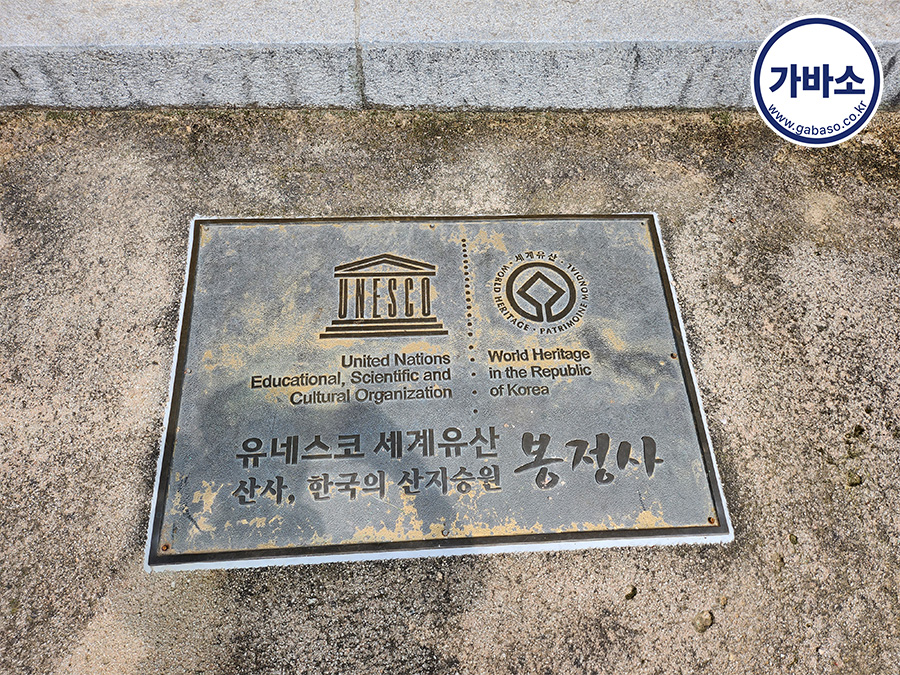 가바소
www.gabaso.co.kr
UNESCO
· 세계유산 ·
WORLD HERITAGE · PATRIMOINE MONDIAL
United Nations
Educational, Scientific and
Cultural Organization
World Heritage
in the Republic
of Korea
유네스코 세계유산
산사, 한국의 산지승원
봉정사